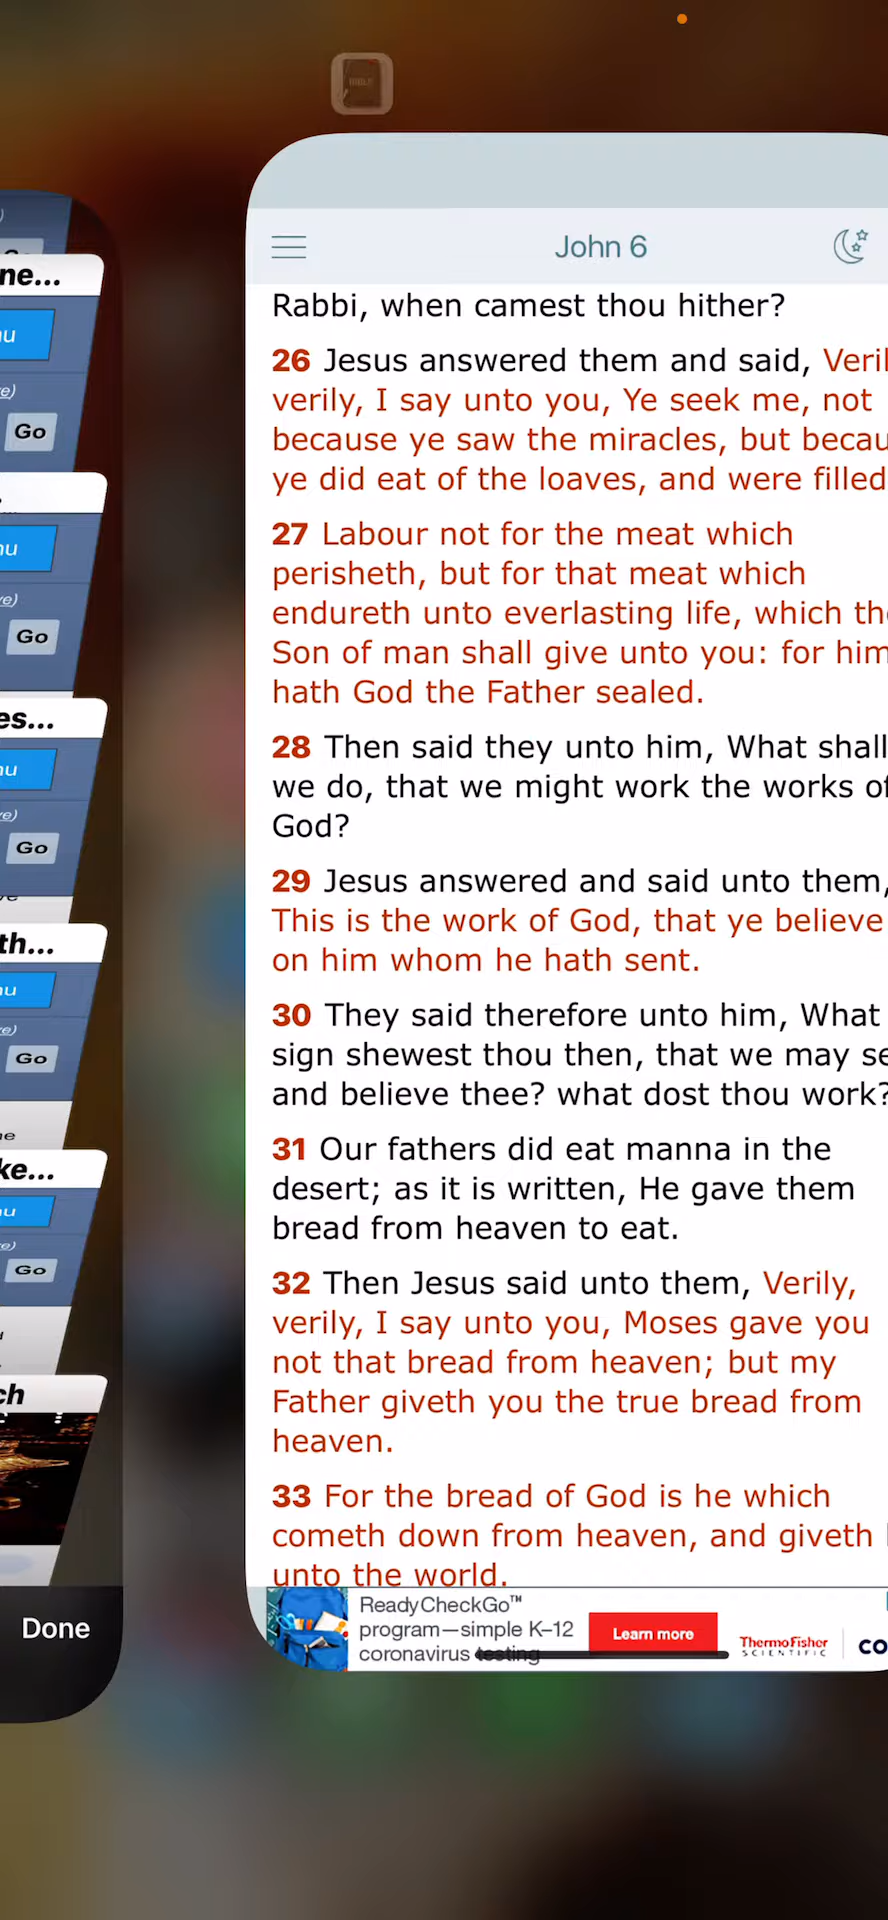 BIBLE
John 6
Rabbi, when camest thou hither?
26 Jesus answered them and said,
verily, I say unto you, Ye seek me, not
because ye saw the miracles, but
ye did eat of the loaves, and were filled
27 Labour not for the meat which
perisheth, but for that meat which
endureth unto everlasting life, which
Son of man shall give unto you: for him
hath God the Father sealed.
28 Then said they unto him, What shall
we do, that we might work the works of
God?
29 Jesus answered and said unto them,
This is the work of God, that ye believe
on him whom he hath sent.
30 They said therefore unto him, What
sign shewest thou then, that we may
and believe thee? what dost thou work?
31 Our fathers did eat manna in the
desert; as it is written, He gave them
bread from heaven to eat.
32 Then Jesus said unto them, Verily,
verily, I say unto you, Moses gave you
not that bread from heaven; but my
Father giveth you the true bread from
heaven.
33 For the bread of God is he which
cometh down from heaven, and giveth
unto the world.
ReadyCheckGo™
program—simple K–12
coronavirus testing
Learn more
ThermoFisher
SCIENTIFIC
ne...
Go
Go
es...
Go
th...
Go
ke...
Go
ch
Done